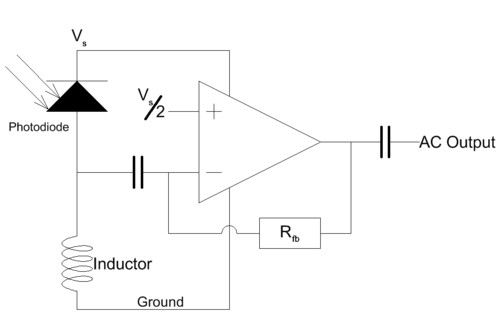 Vs
Vs/2
Photodiode
+
−
AC Output
Rfb
Inductor
Ground